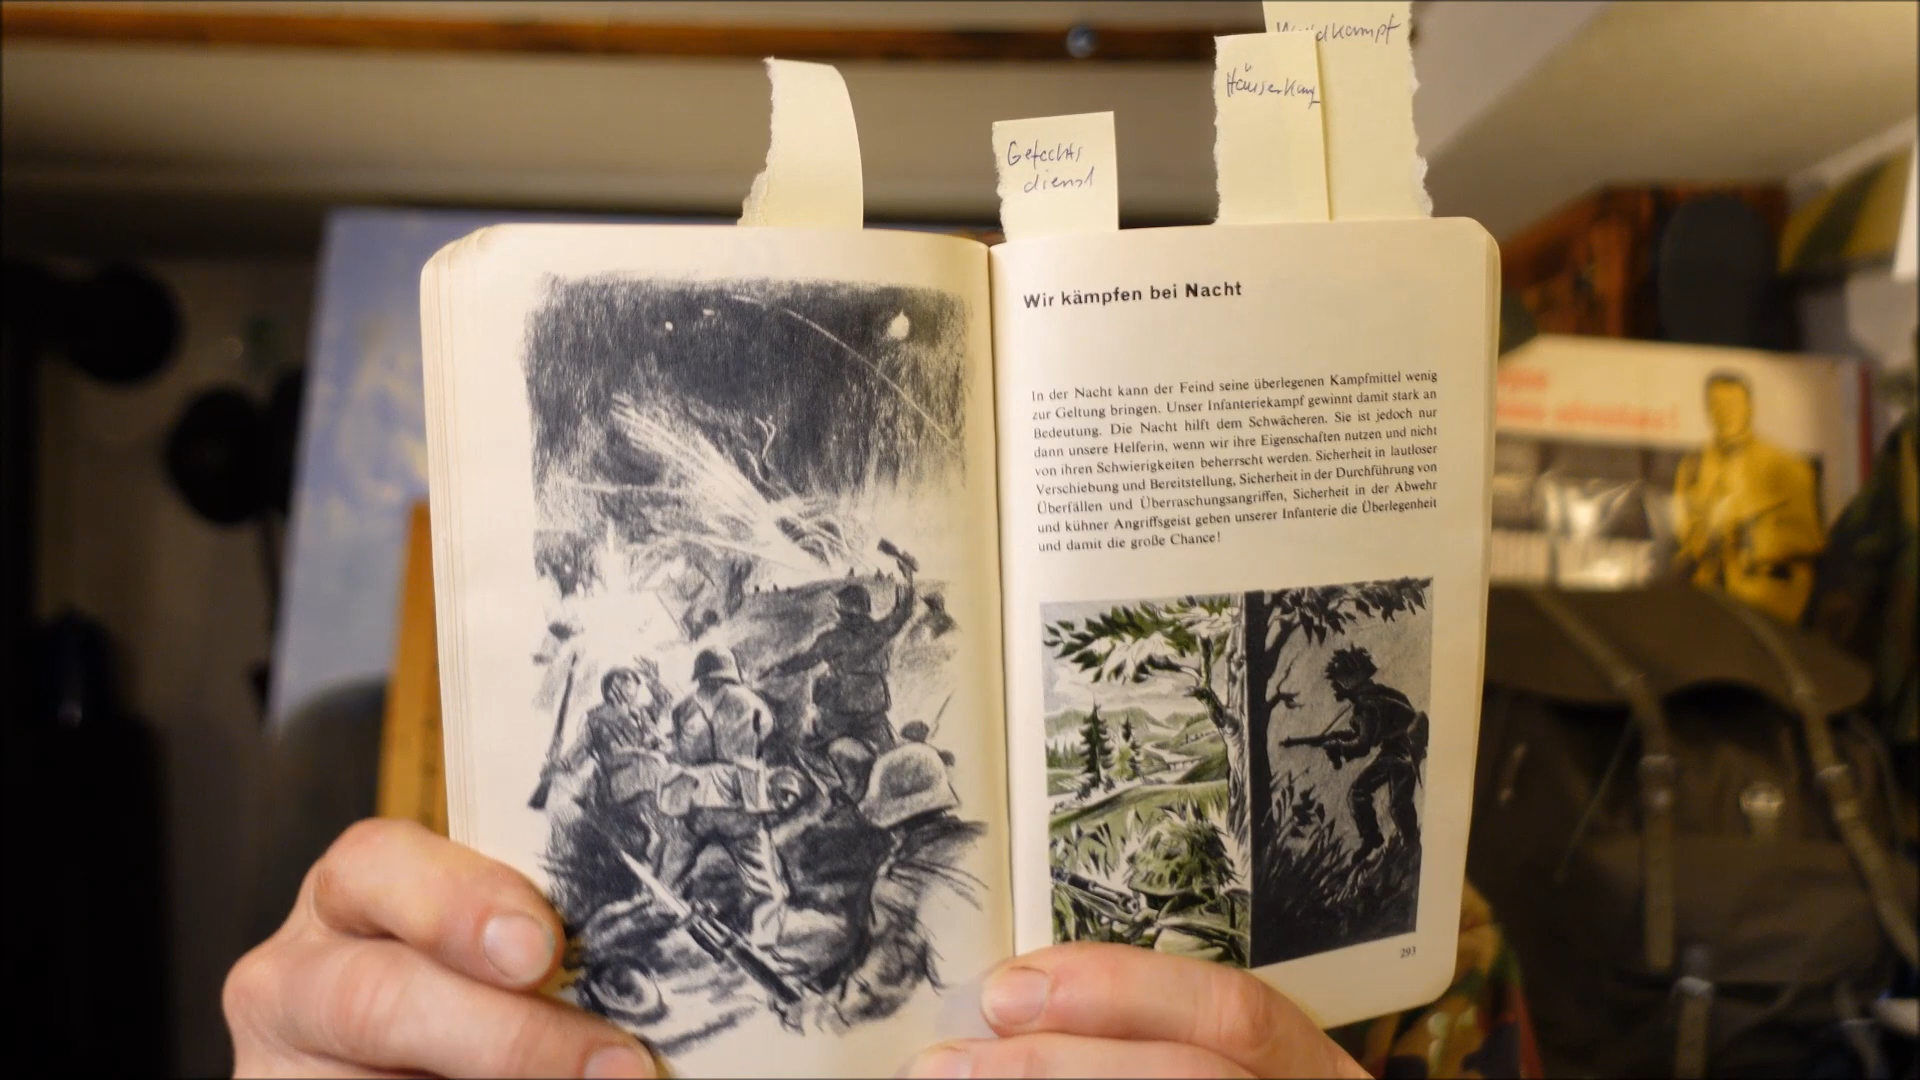 Gefechts
dienst
Häuserkampf
Waldkampf
Wir kämpfen bei Nacht
In der Nacht kann der Feind seine überlegenen Kampfmittel wenig
zur Geltung bringen. Unser Infanteriekampf gewinnt damit stark an
Bedeutung. Die Nacht hilft dem Schwächeren. Sie ist jedoch nur
dann unsere Helferin, wenn wir ihre Eigenschaften nutzen und nicht
von ihren Schwierigkeiten beherrscht werden. Sicherheit in lautloser
Verschiebung und Bereitstellung, Sicherheit in der Durchführung von
Überfällen und Überraschungsangriffen, Sicherheit in der Abwehr
und kühner Angriffsgeist geben unserer Infanterie die Überlegenheit
und damit die große Chance!
293